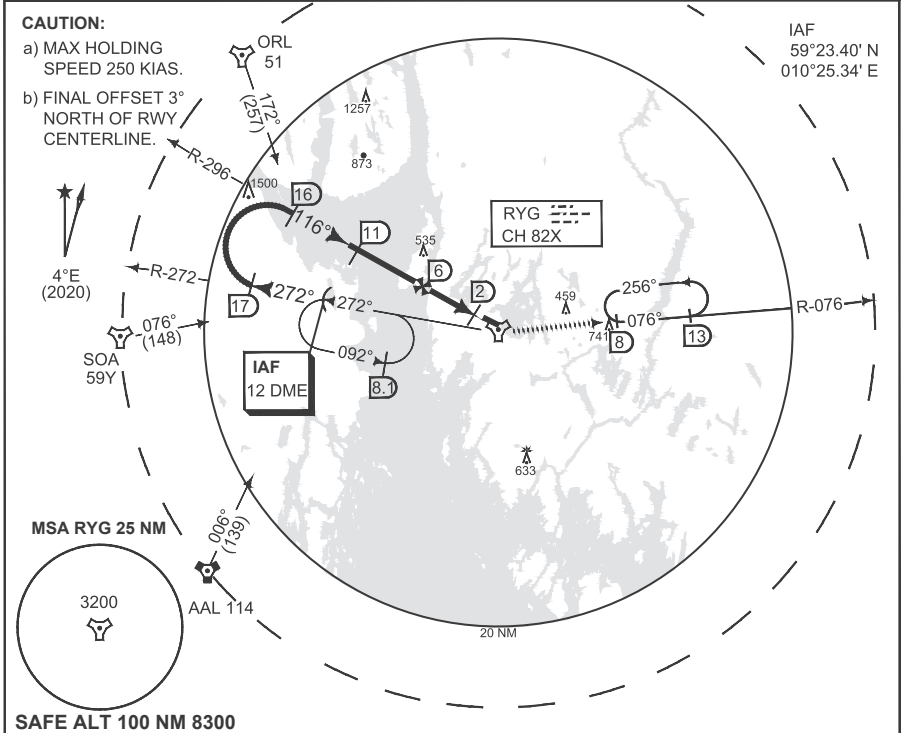 CAUTION:
a) MAX HOLDING
SPEED 250 KIAS.
b) FINAL OFFSET 3°
NORTH OF RWY
CENTERLINE.
ORL
51
IAF
59°23.40' N
010°25.34' E
172°
(257)
1257
873
R-296
1500
16
116°
11
535
6
2
RYG
CH 82X
4°E
(2020)
R-272
17
272°
272°
459
256°
741
076°
8
13
R-076
076°
(148)
SOA
59Y
092°
8.1
IAF
12 DME
633
006°
(139)
AAL 114
MSA RYG 25 NM
3200
20 NM
SAFE ALT 100 NM 8300